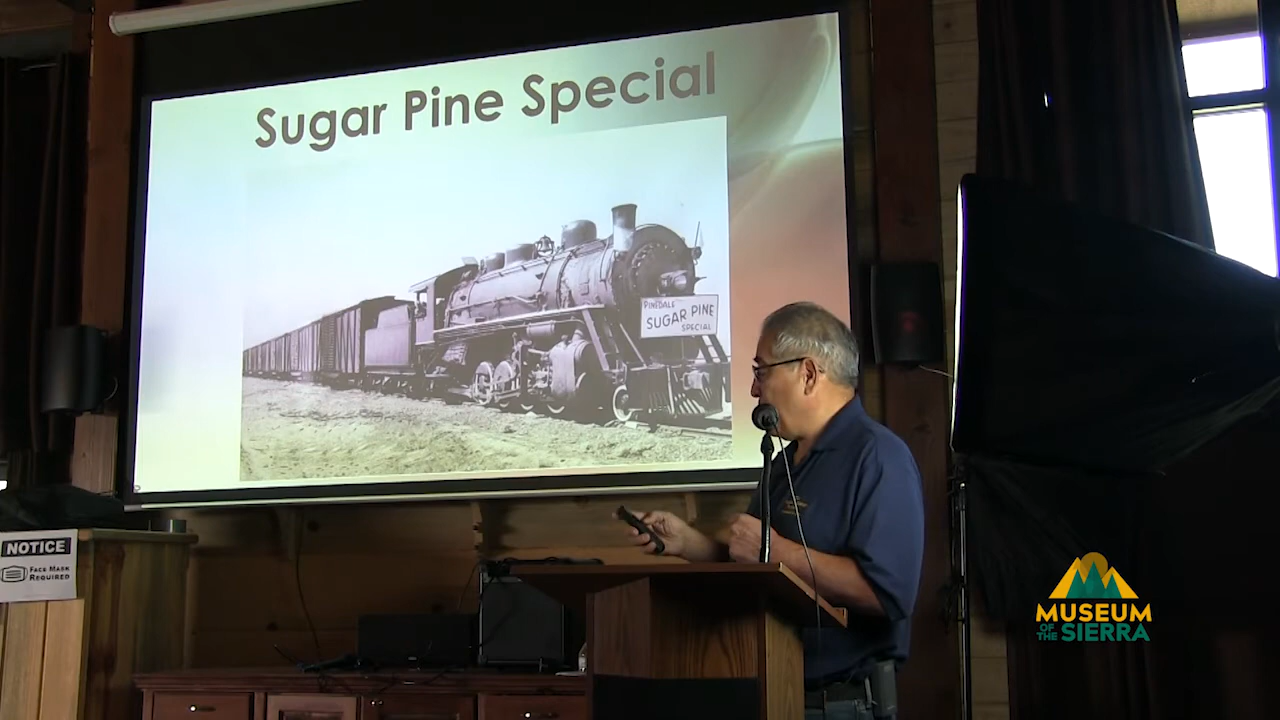 Sugar Pine Special
PINEDALE
SUGAR PINE
SPECIAL
NOTICE
FACE MASK
REQUIRED
MUSEUM
OF THE SIERRA